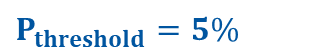 P_threshold = 5%